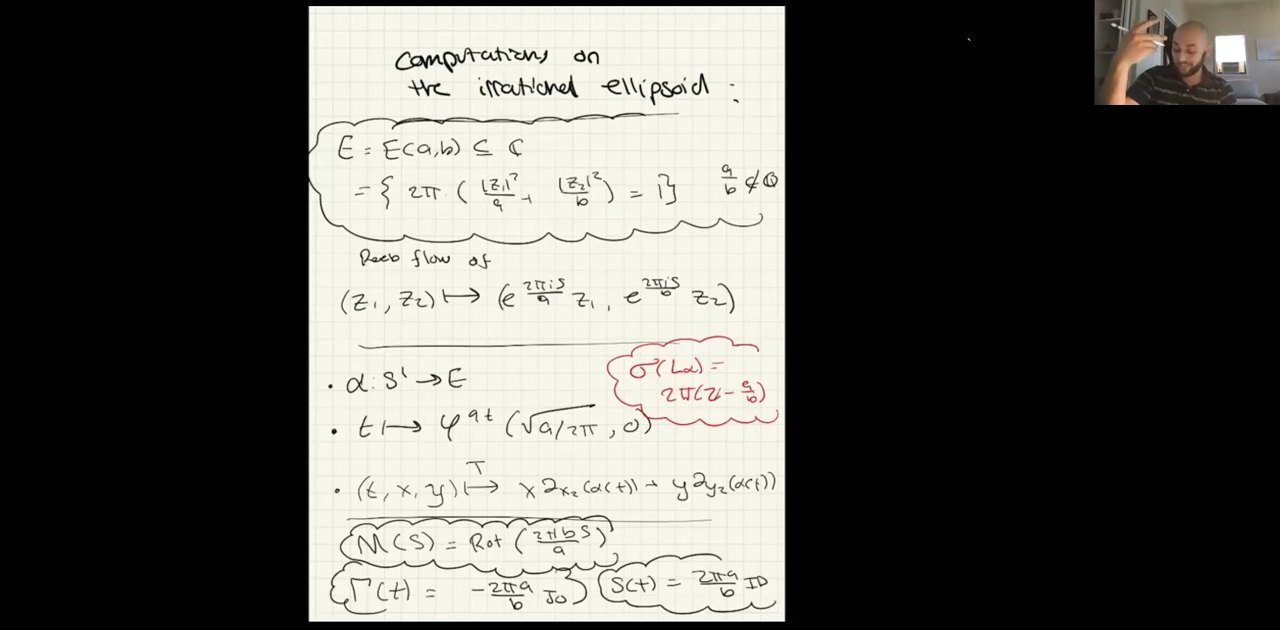 Computations on
the irrational ellipsoid :
E = E(a,b) ⊆ ℂ
= { 2π ( |z₁|²/a + |z₂|²/b ) = 1 }   a/b ∉ ℚ
Reeb flow of
(z₁, z₂) ↦ (e^{2πis/a} z₁, e^{2πis/b} z₂)
σ(Lα) =
2π(ℤ - a/b)
• α: S¹ → E
• t ↦ φ^{at} (√a/2π, 0)
• (t, x, y) ↦^T x∂x₂(α(t)) + y∂y₂(α(t))
M(S) = Rot (2πbS/a)
Γ(t) = -2πa/b J₀   S(t) = 2πa/b ID